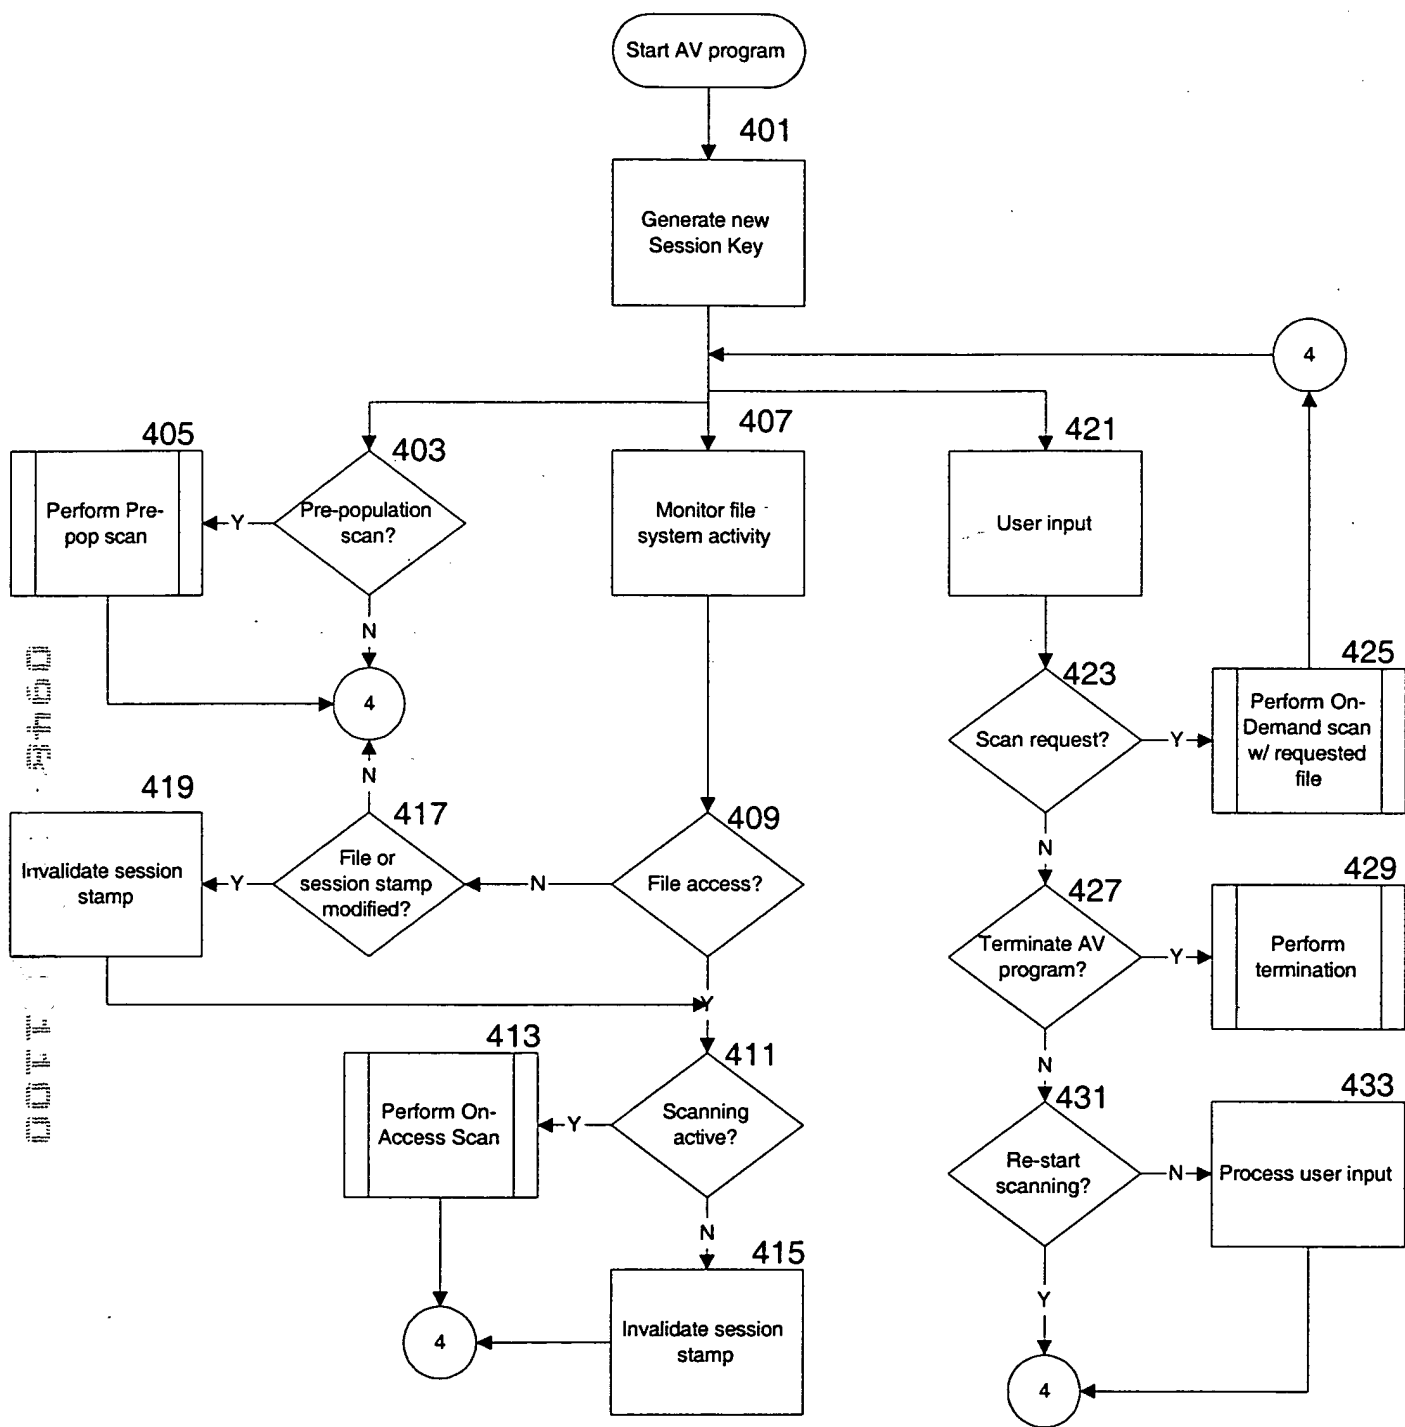 Start AV program
401
Generate new
Session Key
4
405
403
407
421
Perform Pre-
pop scan
Y
Pre-population
scan?
Monitor file
system activity
User input
N
4
423
425
Scan request?
Y
Perform On-
Demand scan
w/ requested
file
N
419
417
409
N
Invalidate session
stamp
Y
File or
session stamp
modified?
N
File access?
427
429
Terminate AV
program?
Y
Perform
termination
Y
413
411
N
Perform On-
Access Scan
Y
Scanning
active?
431
433
Re-start
scanning?
N
Process user input
N
415
Y
4
Invalidate session
stamp
4